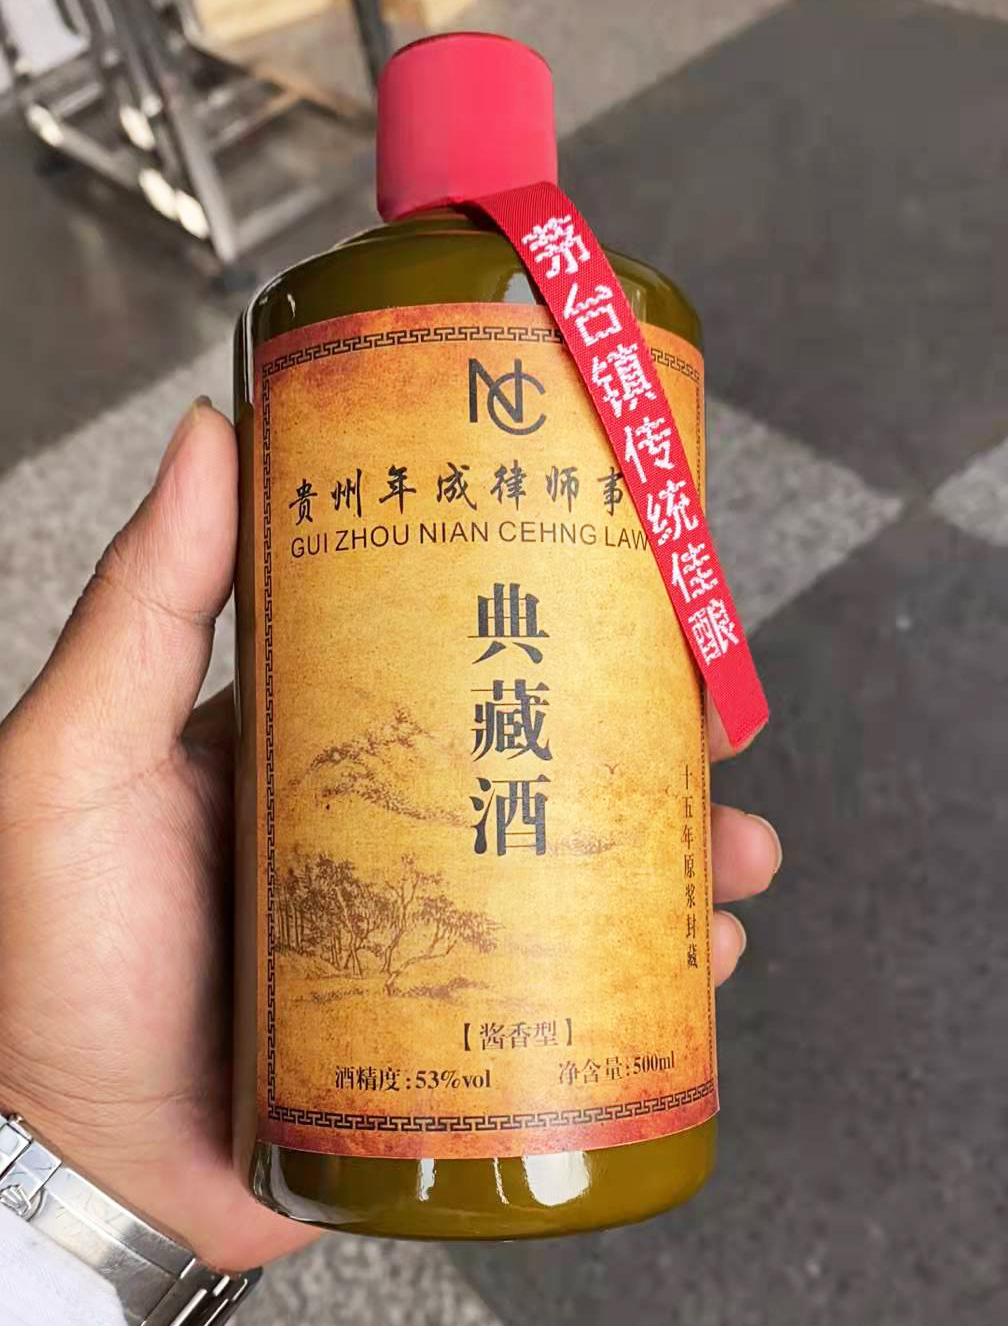 NC
贵州年成律师事
GUI ZHOU NIAN CEHNG LAW
典藏酒
茅台镇传统佳酿
十五年原浆封藏
【酱香型】
酒精度:53%vol 净含量:500ml